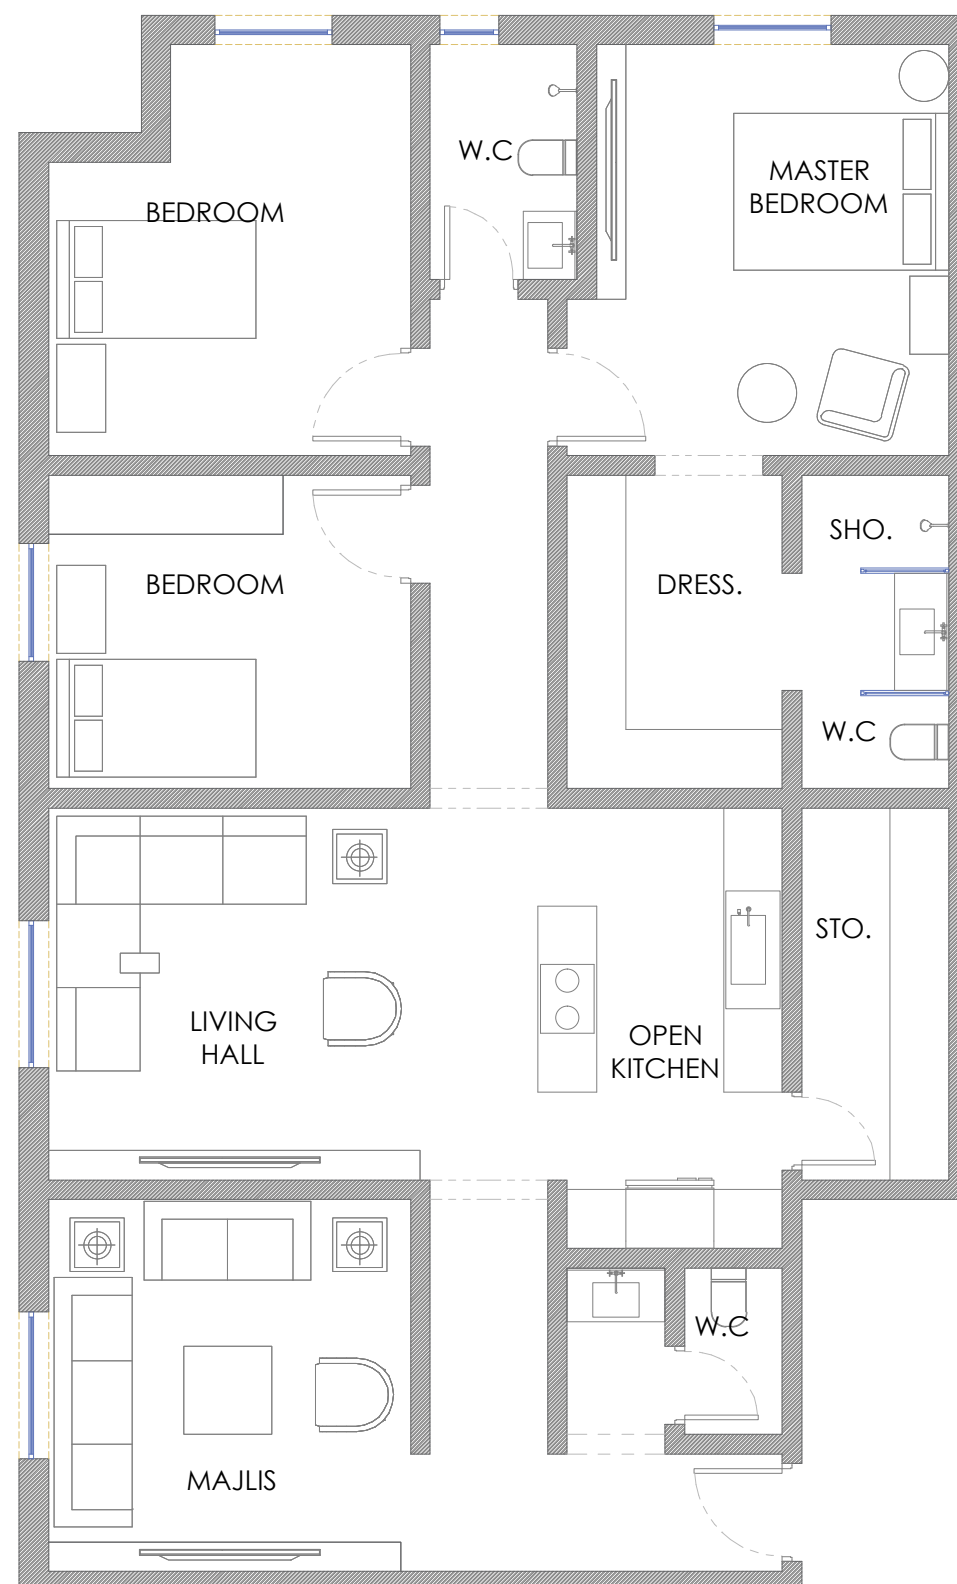 W.C
MASTER
BEDROOM
BEDROOM
SHO.
BEDROOM
DRESS.
W.C
STO.
LIVING
HALL
OPEN
KITCHEN
W.C
MAJLIS